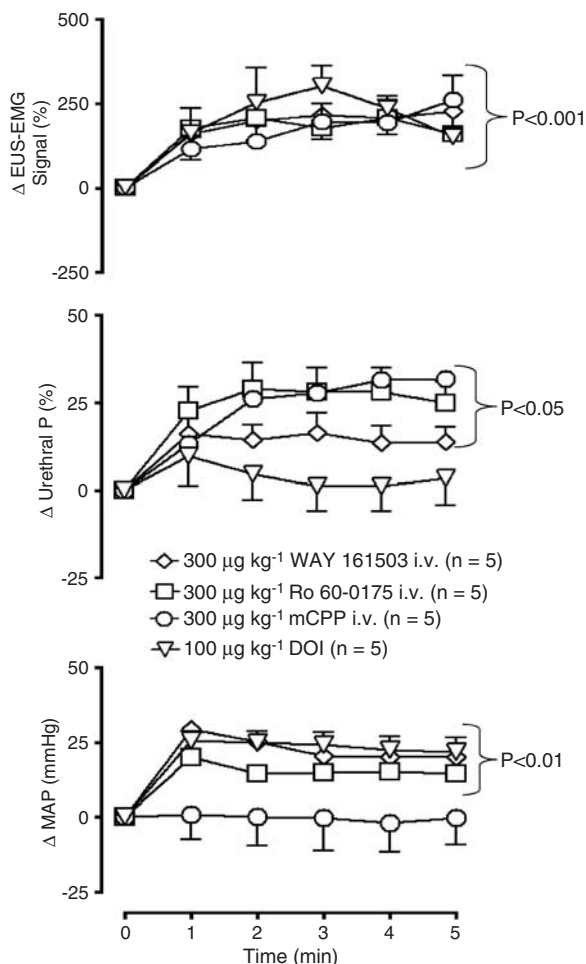 500
250
0
-250
Δ EUS-EMG
Signal (%)
P<0.001
50
25
0
-25
Δ Urethral P (%)
P<0.05
300 μg kg⁻¹ WAY 161503 i.v. (n = 5)
300 μg kg⁻¹ Ro 60-0175 i.v. (n = 5)
300 μg kg⁻¹ mCPP i.v. (n = 5)
100 μg kg⁻¹ DOI (n = 5)
50
25
0
-25
Δ MAP (mmHg)
P<0.01
0 1 2 3 4 5
Time (min)